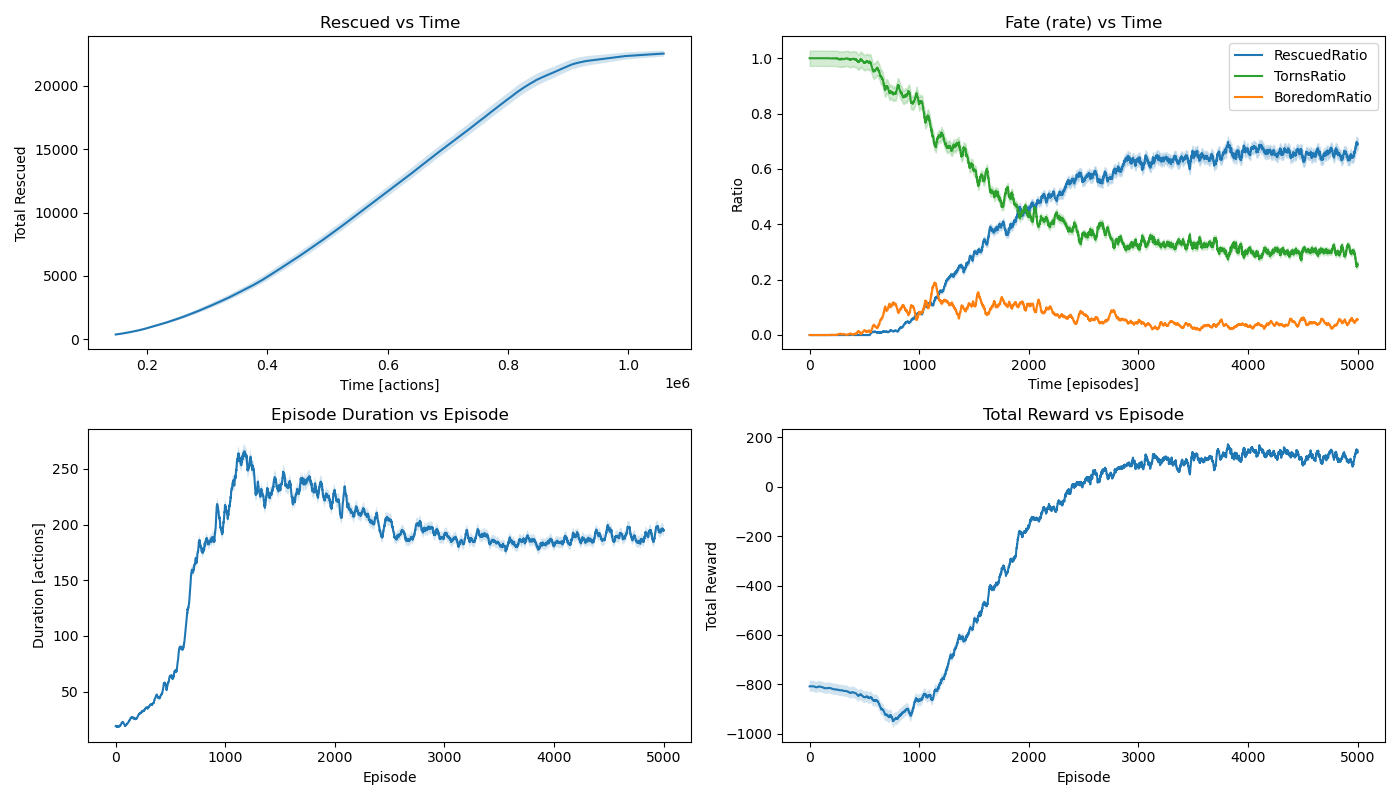 Rescued vs Time
Total Rescued
20000
15000
10000
5000
0
0.2 0.4 0.6 0.8 1.0
1e6
Time [actions]
Fate (rate) vs Time
Ratio
1.0
0.8
0.6
0.4
0.2
0.0
RescuedRatio
TornsRatio
BoredomRatio
0 1000 2000 3000 4000 5000
Time [episodes]
Episode Duration vs Episode
Duration [actions]
250
200
150
100
50
0 1000 2000 3000 4000 5000
Episode
Total Reward vs Episode
Total Reward
200
0
−200
−400
−600
−800
−1000
0 1000 2000 3000 4000 5000
Episode